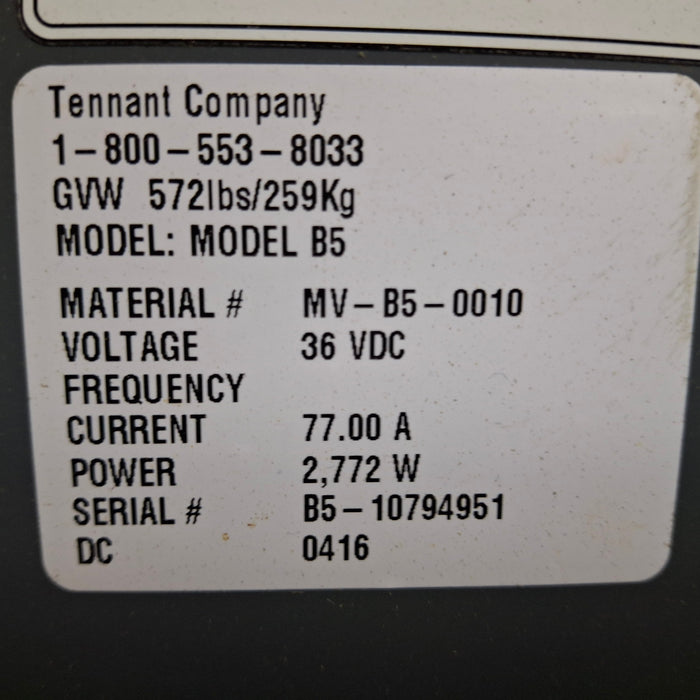 Tennant Company
1-800-553-8033
GVW 572lbs/259Kg
MODEL: MODEL B5
MATERIAL # MV-B5-0010
VOLTAGE 36 VDC
FREQUENCY
CURRENT 77.00 A
POWER 2,772 W
SERIAL # B5-10794951
DC 0416